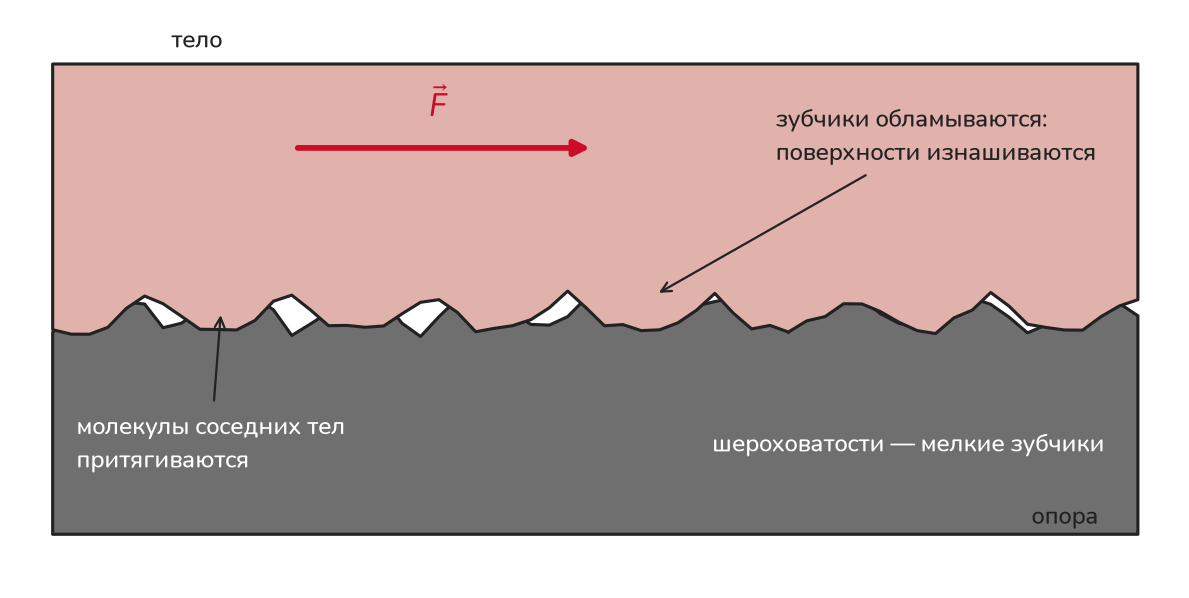 тело
F
зубчики обламываются:
поверхности изнашиваются
молекулы соседних тел
притягиваются
шероховатости — мелкие зубчики
опора